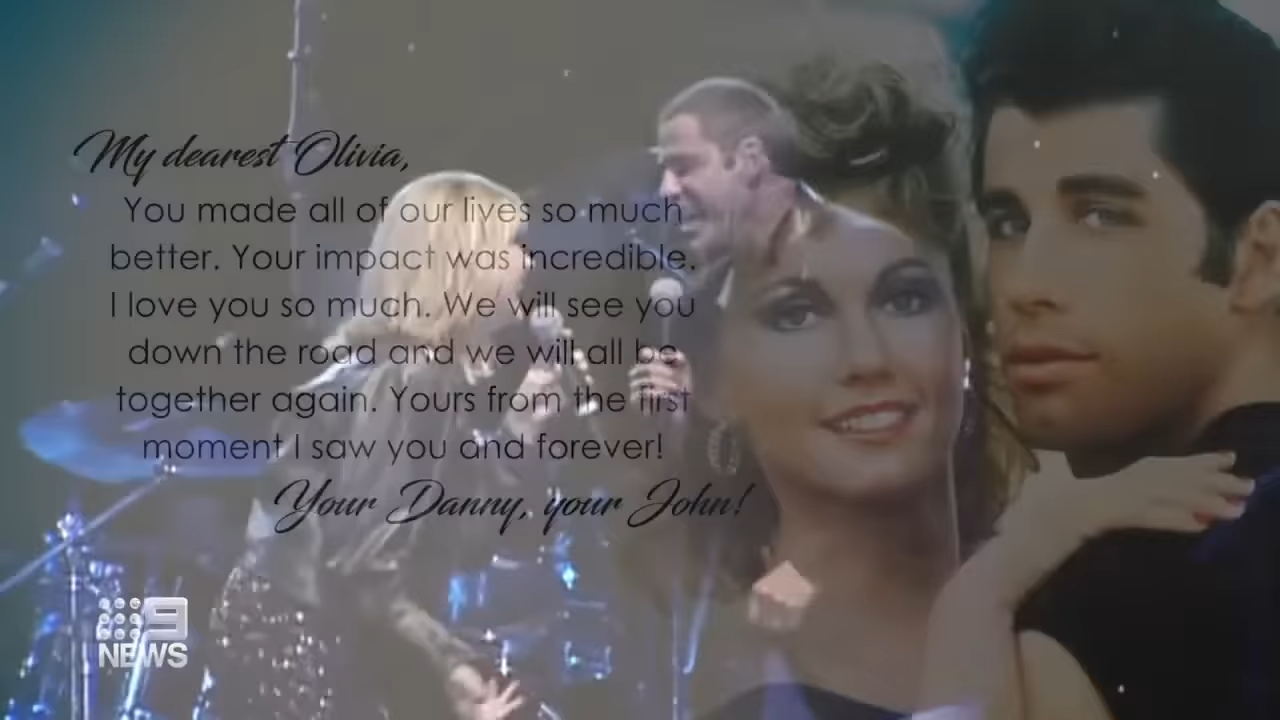 My dearest Olivia,
You made all of our lives so much
better. Your impact was incredible.
I love you so much. We will see you
down the road and we will all be
together again. Yours from the first
moment I saw you and forever!
Your Danny, your John!
9
NEWS